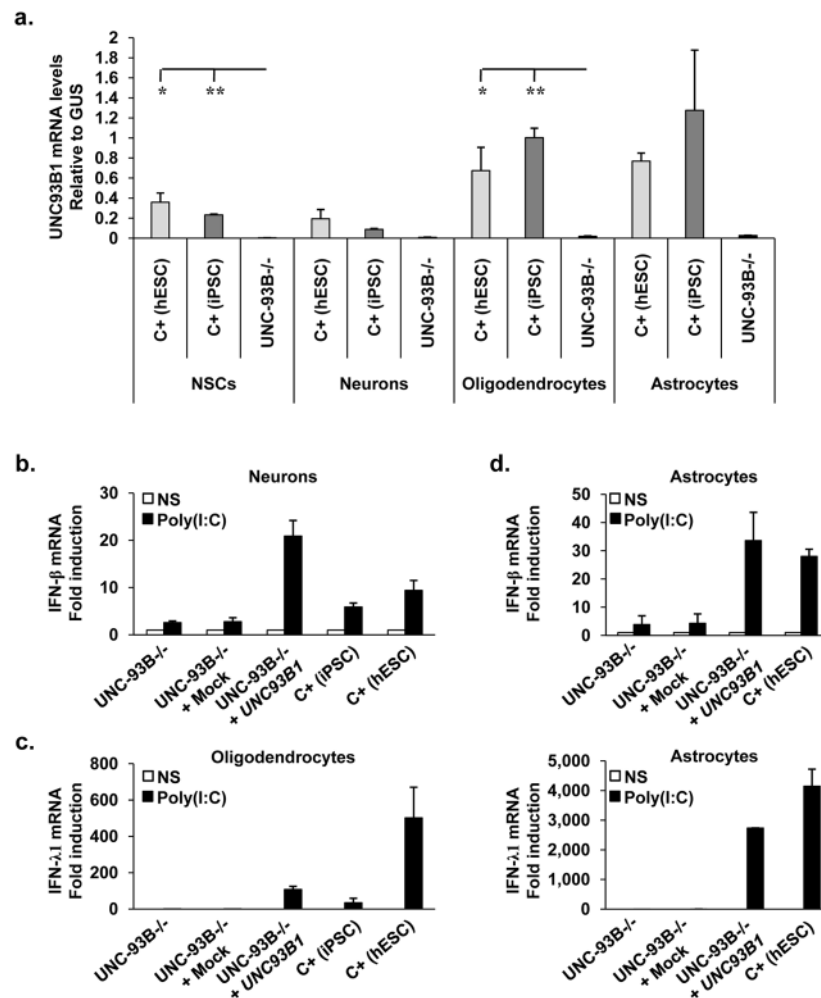 a.
UNC93B1 mRNA levels
Relative to GUS
2
1.8
1.6
1.4
1.2
1
0.8
0.6
0.4
0.2
0
* ** * **
C+ (hESC) C+ (iPSC) UNC-93B-/- C+ (hESC) C+ (iPSC) UNC-93B-/- C+ (hESC) C+ (iPSC) UNC-93B-/- C+ (hESC) C+ (iPSC) UNC-93B-/-
NSCs Neurons Oligodendrocytes Astrocytes
b.
Neurons
NS
Poly(I:C)
IFN-β mRNA
Fold induction
30
20
10
0
UNC-93B-/-
UNC-93B-/-
+ Mock
UNC-93B-/-
+ UNC93B1
C+ (iPSC)
C+ (hESC)
d.
Astrocytes
NS
Poly(I:C)
IFN-β mRNA
Fold induction
50
40
30
20
10
0
UNC-93B-/-
UNC-93B-/-
+ Mock
UNC-93B-/-
+ UNC93B1
C+ (hESC)
c.
Oligodendrocytes
NS
Poly(I:C)
IFN-λ1 mRNA
Fold induction
800
600
400
200
0
UNC-93B-/-
UNC-93B-/-
+ Mock
UNC-93B-/-
+ UNC93B1
C+ (iPSC)
C+ (hESC)
Astrocytes
NS
Poly(I:C)
IFN-λ1 mRNA
Fold induction
5,000
4,000
3,000
2,000
1,000
0
UNC-93B-/-
UNC-93B-/-
+ Mock
UNC-93B-/-
+ UNC93B1
C+ (hESC)